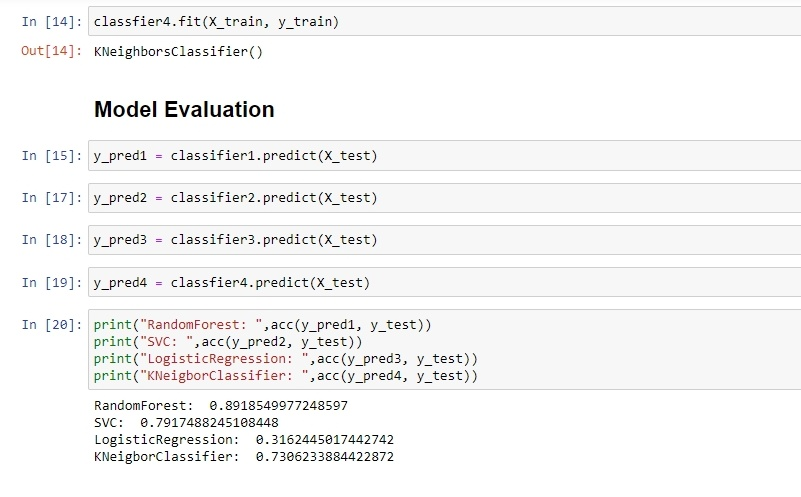 In [14]: classfier4.fit(X_train, y_train)
Out[14]: KNeighborsClassifier()
Model Evaluation
In [15]: y_pred1 = classifier1.predict(X_test)
In [17]: y_pred2 = classifier2.predict(X_test)
In [18]: y_pred3 = classifier3.predict(X_test)
In [19]: y_pred4 = classfier4.predict(X_test)
In [20]: print("RandomForest: ",acc(y_pred1, y_test))
print("SVC: ",acc(y_pred2, y_test))
print("LogisticRegression: ",acc(y_pred3, y_test))
print("KNeigborClassifier: ",acc(y_pred4, y_test))
RandomForest:  0.8918549977248597
SVC:  0.7917488245108448
LogisticRegression:  0.3162445017442742
KNeigborClassifier:  0.7306233884422872